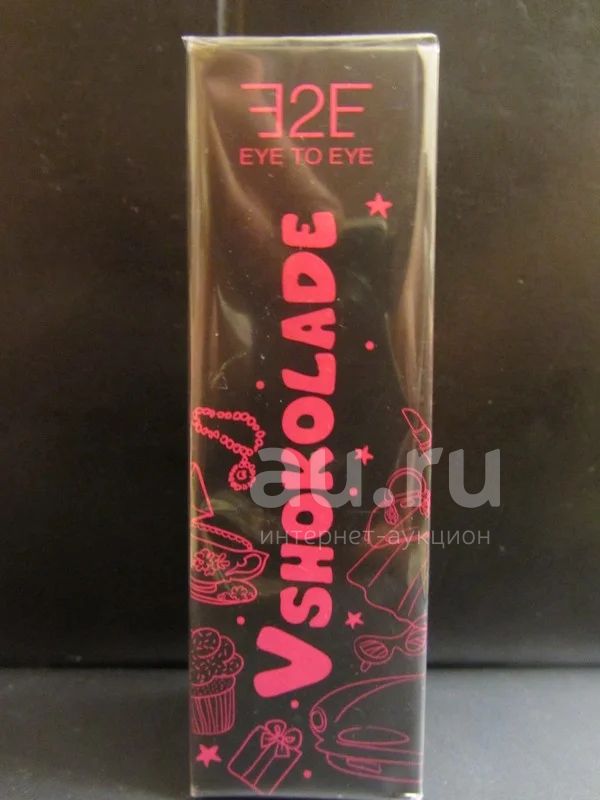 E2E
EYE TO EYE
V SHOKOLADE
au.ru
интернет-аукцион